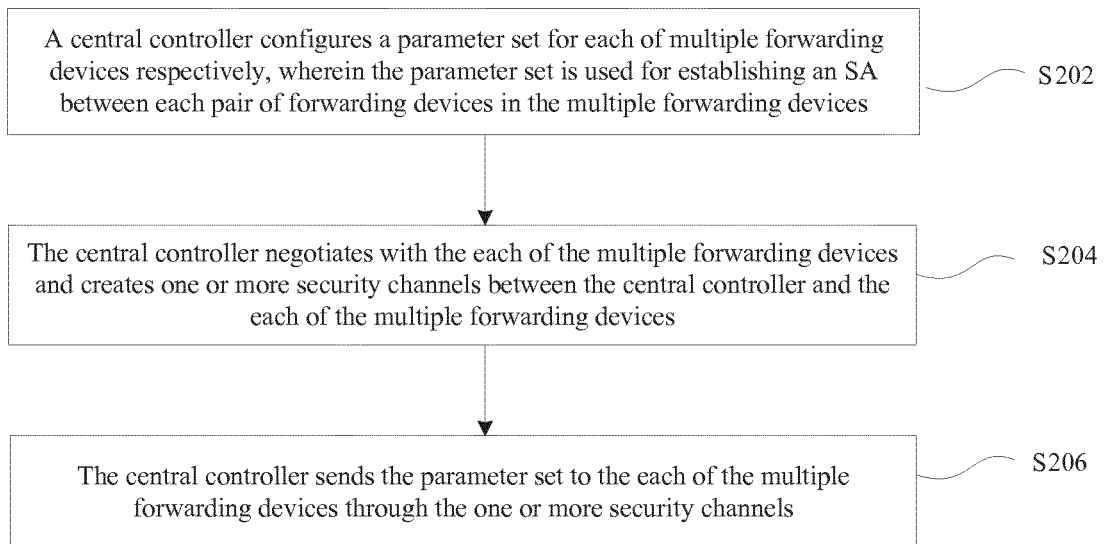 A central controller configures a parameter set for each of multiple forwarding
devices respectively, wherein the parameter set is used for establishing an SA
between each pair of forwarding devices in the multiple forwarding devices
S202
The central controller negotiates with the each of the multiple forwarding devices
and creates one or more security channels between the central controller and the
each of the multiple forwarding devices
S204
The central controller sends the parameter set to the each of the multiple
forwarding devices through the one or more security channels
S206